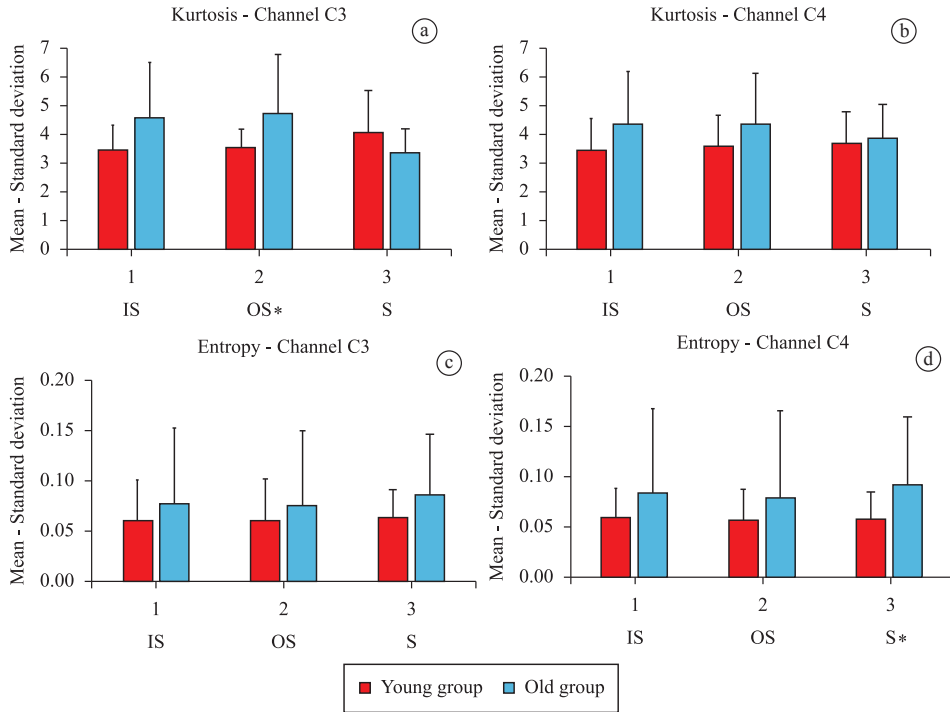 Kurtosis - Channel C3
a
Mean - Standard deviation
7
6
5
4
3
2
1
0
1
2
3
IS
OS*
S
Kurtosis - Channel C4
b
Mean - Standard deviation
7
6
5
4
3
2
1
0
1
2
3
IS
OS
S
Entropy - Channel C3
c
Mean - Standard deviation
0.20
0.15
0.10
0.05
0.00
1
2
3
IS
OS
S
Entropy - Channel C4
d
Mean - Standard deviation
0.20
0.15
0.10
0.05
0.00
1
2
3
IS
OS
S*
Young group
Old group